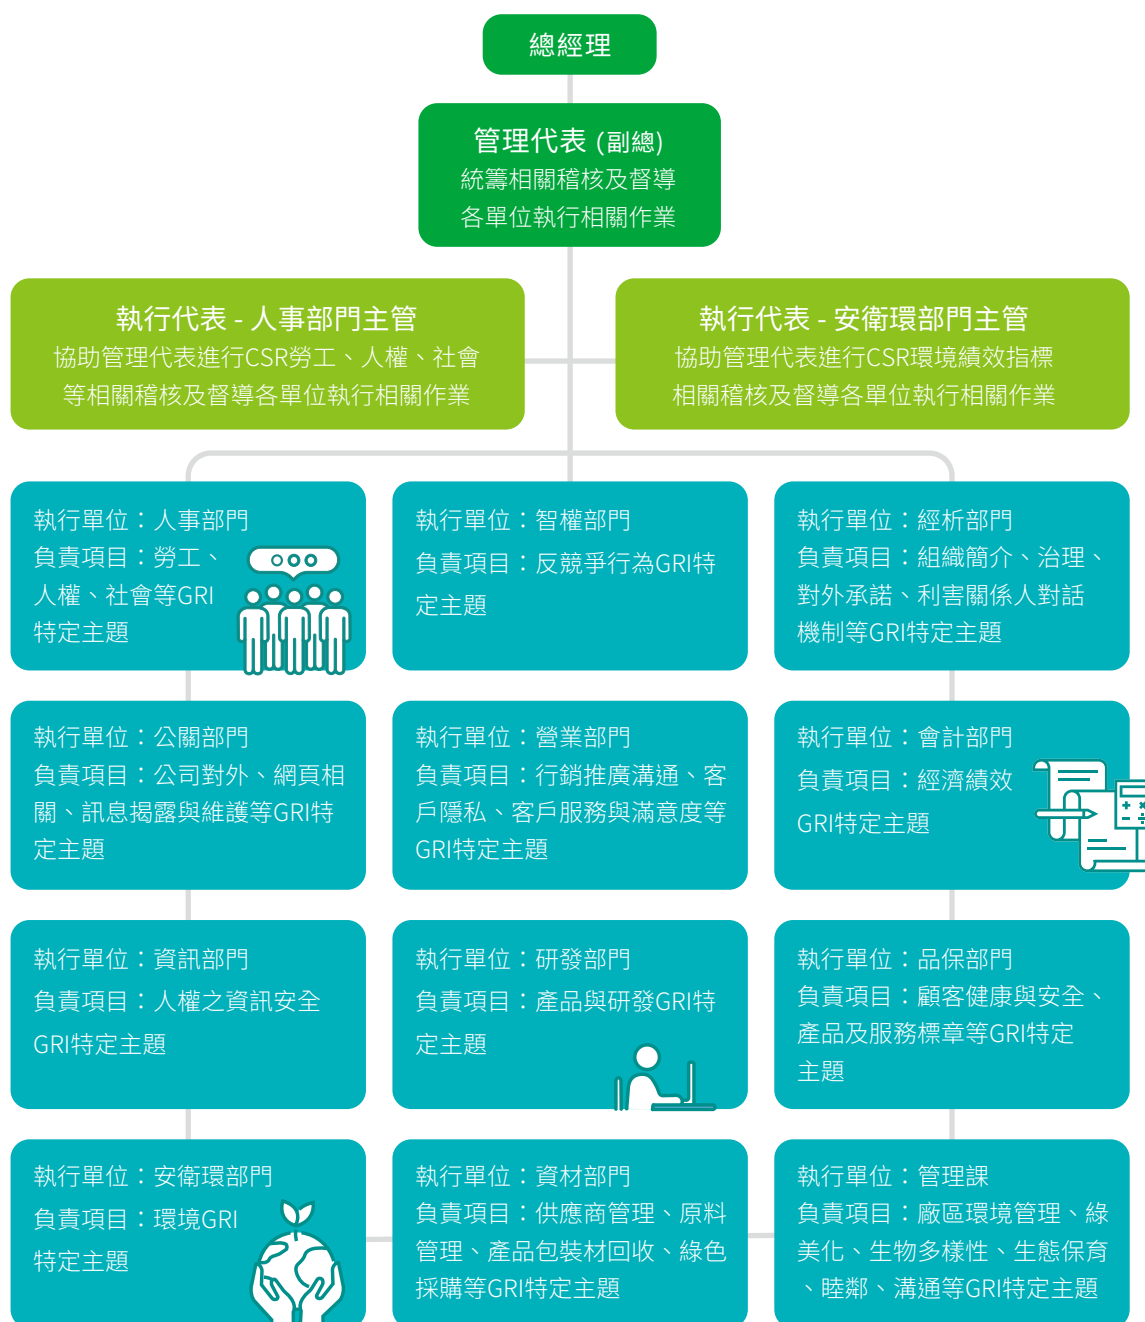 總經理
管理代表 (副總)
統籌相關稽核及督導
各單位執行相關作業
執行代表 - 人事部門主管
協助管理代表進行CSR勞工、人權、社會
等相關稽核及督導各單位執行相關作業
執行代表 - 安衛環部門主管
協助管理代表進行CSR環境績效指標
相關稽核及督導各單位執行相關作業
執行單位：人事部門
負責項目：勞工、
人權、社會等GRI
特定主題
執行單位：智權部門
負責項目：反競爭行為GRI特
定主題
執行單位：經析部門
負責項目：組織簡介、治理、
對外承諾、利害關係人對話
機制等GRI特定主題
執行單位：公關部門
負責項目：公司對外、網頁相
關、訊息揭露與維護等GRI特
定主題
執行單位：營業部門
負責項目：行銷推廣溝通、客
戶隱私、客戶服務與滿意度等
GRI特定主題
執行單位：會計部門
負責項目：經濟績效
GRI特定主題
執行單位：資訊部門
負責項目：人權之資訊安全
GRI特定主題
執行單位：研發部門
負責項目：產品與研發GRI特
定主題
執行單位：品保部門
負責項目：顧客健康與安全、
產品及服務標章等GRI特定
主題
執行單位：安衛環部門
負責項目：環境GRI
特定主題
執行單位：資材部門
負責項目：供應商管理、原料
管理、產品包裝材回收、綠色
採購等GRI特定主題
執行單位：管理課
負責項目：廠區環境管理、綠
美化、生物多樣性、生態保育
、睦鄰、溝通等GRI特定主題